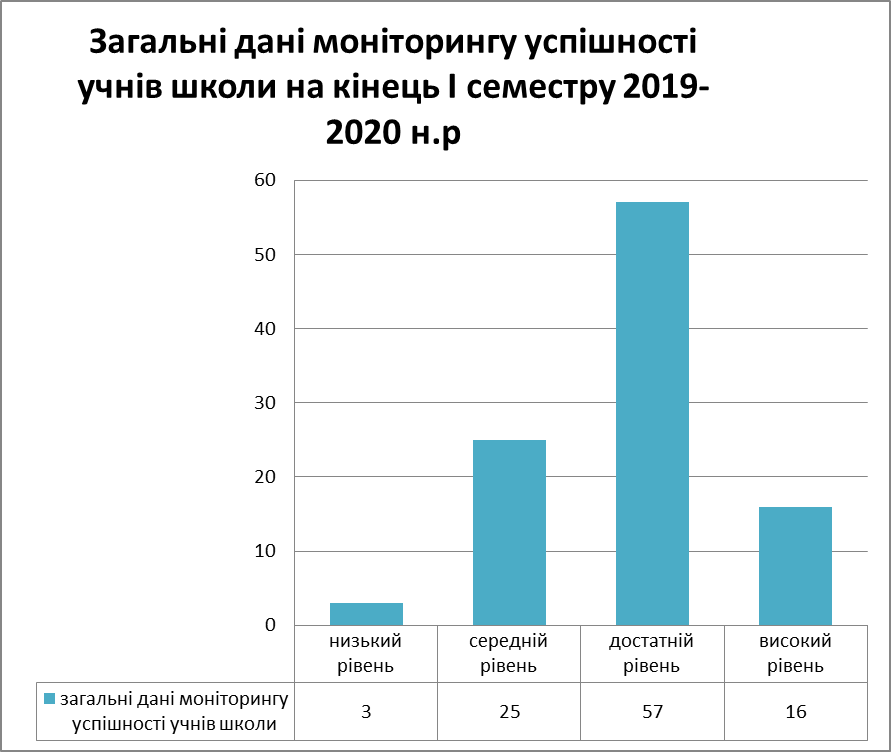 Загальні дані моніторингу успішності
учнів школи на кінець І семестру 2019-
2020 н.р
60
50
40
30
20
10
0
низький рівень
середній рівень
достатній рівень
високий рівень
загальні дані моніторингу
успішності учнів школи
3 25 57 16